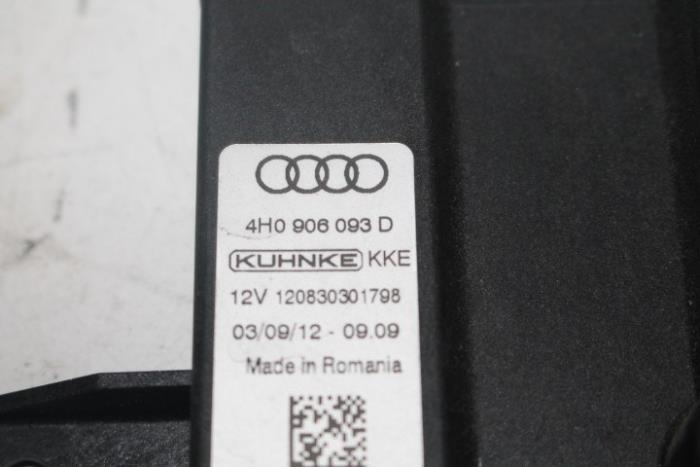 4H0 906 093 D
KUHNKE KKE
12V 120830301798
03/09/12 - 09.09
Made in Romania